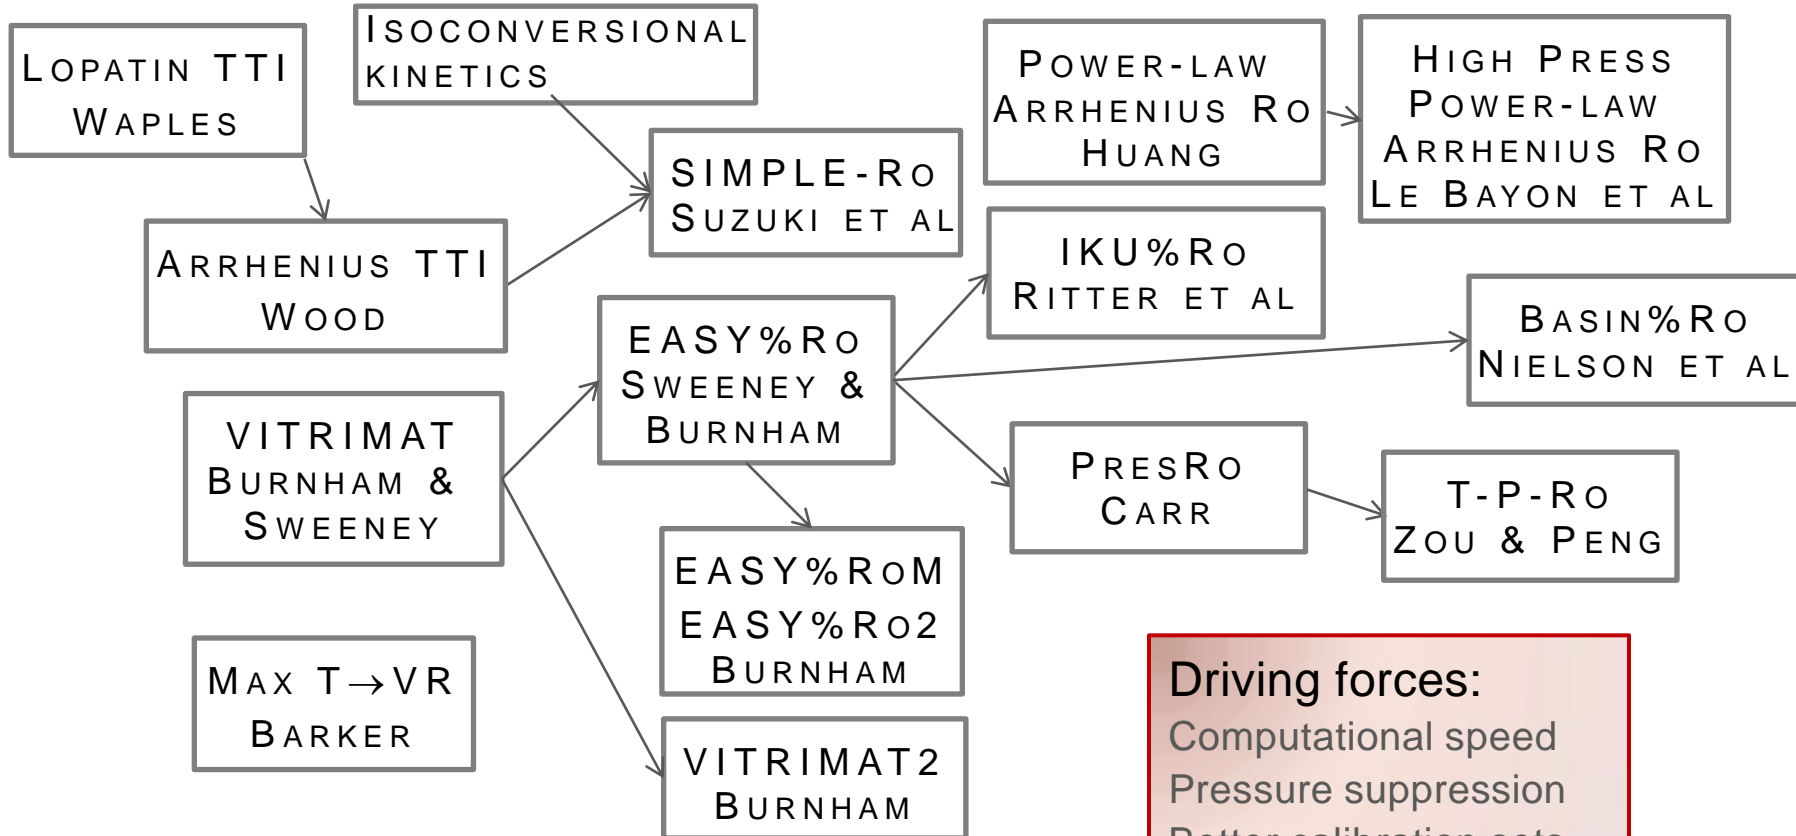 LOPATIN TTI
WAPLES
ISOCONVERSIONAL
KINETICS
POWER-LAW
ARRHENIUS RO
HUANG
HIGH PRESS
POWER-LAW
ARRHENIUS RO
LE BAYON ET AL
SIMPLE-RO
SUZUKI ET AL
ARRHENIUS TTI
WOOD
IKU%RO
RITTER ET AL
BASIN%RO
NIELSON ET AL
EASY%RO
SWEENEY &
BURNHAM
VITRIMAT
BURNHAM &
SWEENEY
PRESRO
CARR
T-P-RO
ZOU & PENG
EASY%ROM
EASY%RO2
BURNHAM
MAX T→VR
BARKER
VITRIMAT2
BURNHAM
Driving forces:
Computational speed
Pressure suppression
Better calibration sets